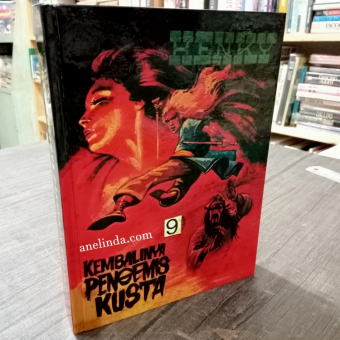 HENKY
9
anelinda.com
KEMBALINYA
PENGEMIS
KUSTA